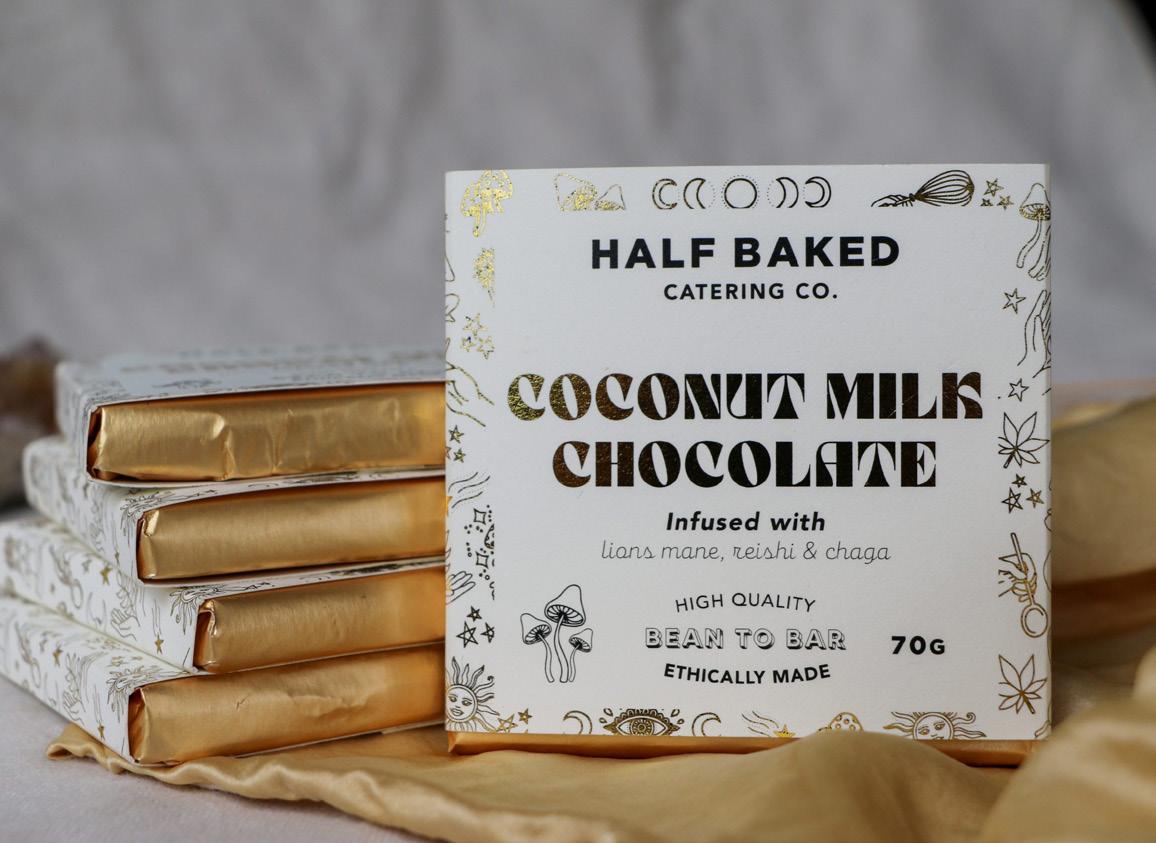 HALF BAKED
CATERING CO.
COCONUT MILK
CHOCOLATE
Infused with
lions mane, reishi & chaga
HIGH QUALITY
BEAN TO BAR
70G
ETHICALLY MADE